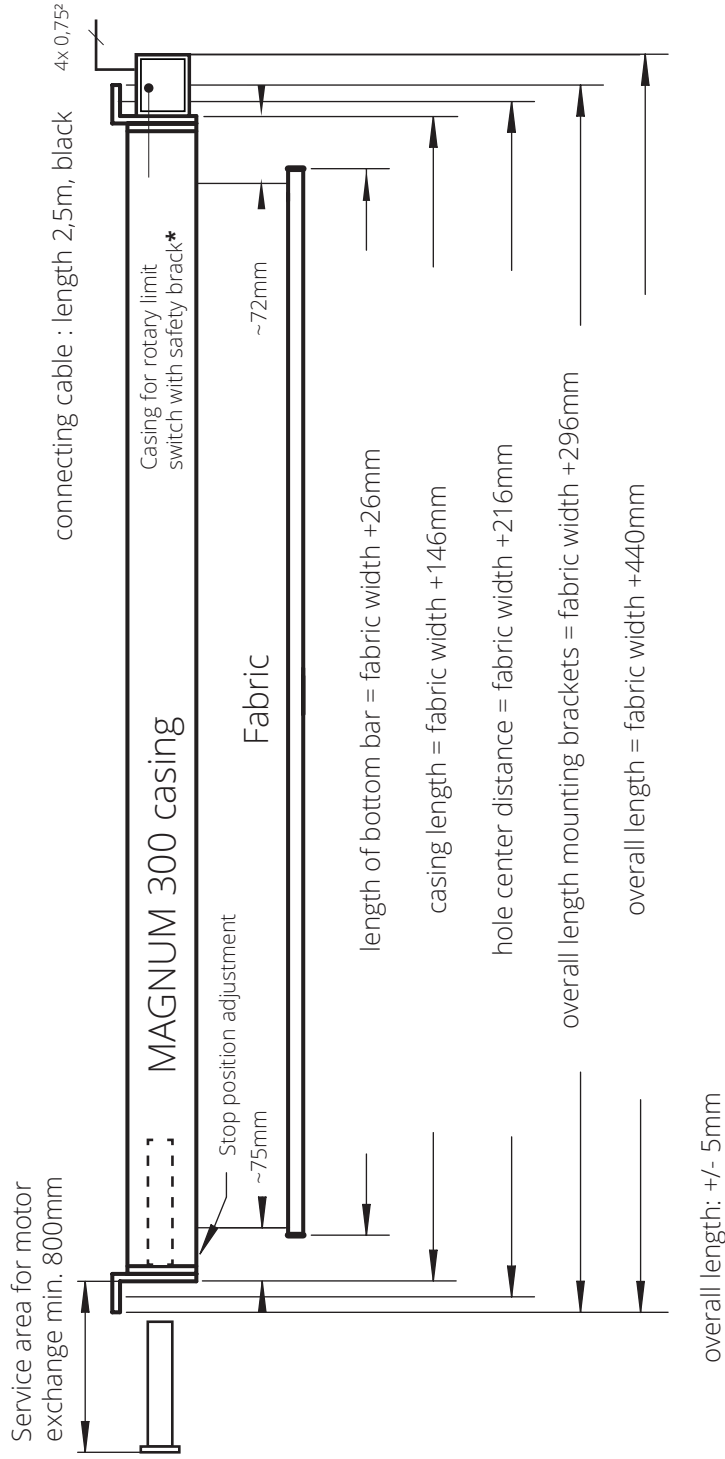 Service area for motor
exchange min. 800mm
connecting cable : length 2,5m, black
4x 0,75²
MAGNUM 300 casing
Casing for rotary limit
switch with safety brack*
Stop position adjustment
~75mm
Fabric
~72mm
length of bottom bar = fabric width +26mm
casing length = fabric width +146mm
hole center distance = fabric width +216mm
overall length mounting brackets = fabric width +296mm
overall length = fabric width +440mm
overall length: +/- 5mm